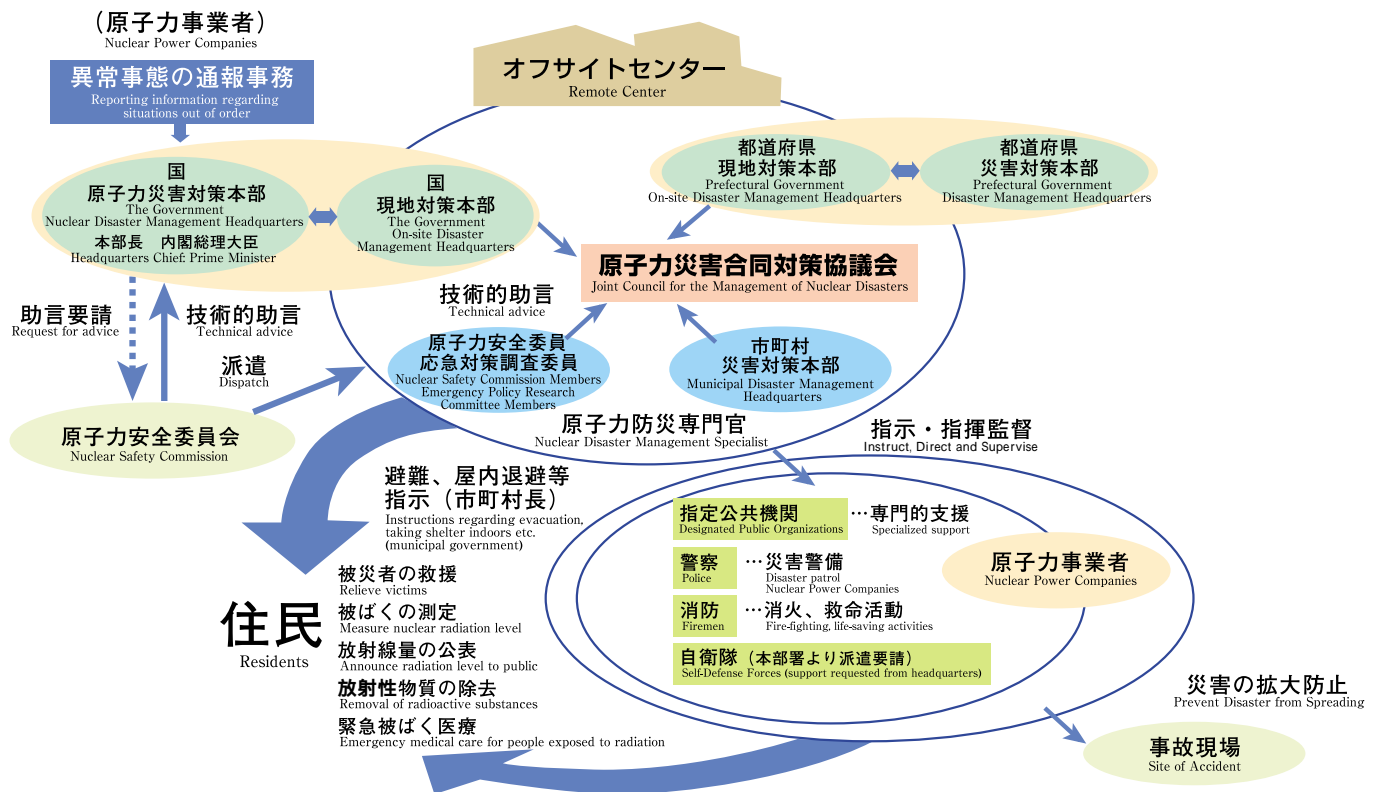 （原子力事業者）
Nuclear Power Companies
異常事態の通報事務
Reporting information regarding
situations out of order
オフサイトセンター
Remote Center
国
原子力災害対策本部
The Government
Nuclear Disaster Management Headquarters
本部長　内閣総理大臣
Headquarters Chief: Prime Minister
国
現地対策本部
The Government
On-site Disaster
Management Headquarters
都道府県
現地対策本部
Prefectural Government
On-site Disaster Management Headquarters
都道府県
災害対策本部
Prefectural Government
Disaster Management Headquarters
原子力災害合同対策協議会
Joint Council for the Management of Nuclear Disasters
助言要請
Request for advice
技術的助言
Technical advice
技術的助言
Technical advice
派遣
Dispatch
原子力安全委員
応急対策調査委員
Nuclear Safety Commission Members
Emergency Policy Research
Committee Members
市町村
災害対策本部
Municipal Disaster Management
Headquarters
原子力安全委員会
Nuclear Safety Commission
原子力防災専門官
Nuclear Disaster Management Specialist
指示・指揮監督
Instruct, Direct and Supervise
避難、屋内退避等
指示（市町村長）
Instructions regarding evacuation,
taking shelter indoors etc.
(municipal government)
指定公共機関 …専門的支援
Designated Public Organizations Specialized support
警察 …災害警備
Police Disaster patrol
Nuclear Power Companies
消防 …消火、救命活動
Firemen Fire-fighting, life-saving activities
自衛隊（本部署より派遣要請）
Self-Defense Forces (support requested from headquarters)
原子力事業者
Nuclear Power Companies
住民
Residents
被災者の救援
Relieve victims
被ばくの測定
Measure nuclear radiation level
放射線量の公表
Announce radiation level to public
放射性物質の除去
Removal of radioactive substances
緊急被ばく医療
Emergency medical care for people exposed to radiation
災害の拡大防止
Prevent Disaster from Spreading
事故現場
Site of Accident